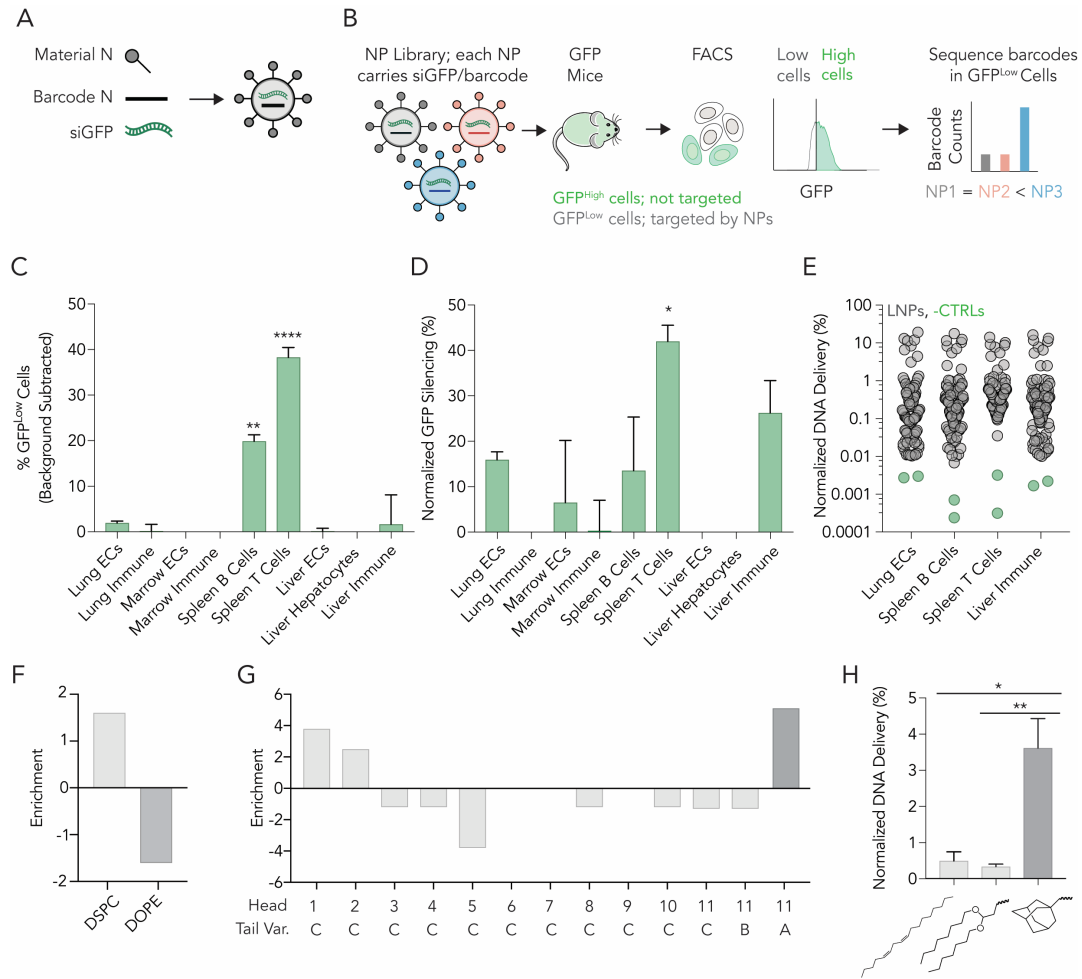 A
Material N
Barcode N
siGFP
B
NP Library; each NP
carries siGFP/barcode
GFP
Mice
FACS
Low
cells
High
cells
Sequence barcodes
in GFPLow Cells
GFPHigh cells; not targeted
GFPLow cells; targeted by NPs
GFP
Barcode
Counts
NP1 = NP2 < NP3
C
% GFPLow Cells
(Background Subtracted)
50
40
30
20
10
0
**
****
Lung ECs
Lung Immune
Marrow ECs
Marrow Immune
Spleen B Cells
Spleen T Cells
Liver ECs
Liver Hepatocytes
Liver Immune
D
Normalized GFP Silencing (%)
50
40
30
20
10
0
*
Lung ECs
Lung Immune
Marrow ECs
Marrow Immune
Spleen B Cells
Spleen T Cells
Liver ECs
Liver Hepatocytes
Liver Immune
E
Normalized DNA Delivery (%)
100
10
1
0.1
0.01
0.001
0.0001
LNPs, -CTRLs
Lung ECs
Spleen B Cells
Spleen T Cells
Liver Immune
F
Enrichment
2
1
0
-1
-2
DSPC
DOPE
G
Enrichment
6
4
2
0
-2
-4
-6
Head 1 2 3 4 5 6 7 8 9 10 11 11 11
Tail Var. C C C C C C C C C C C B A
H
Normalized DNA Delivery (%)
5
4
3
2
1
0
*
**